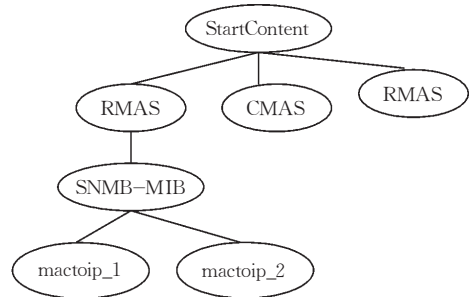 StartContent
RMAS
CMAS
RMAS
SNMB-MIB
mactoip_1
mactoip_2